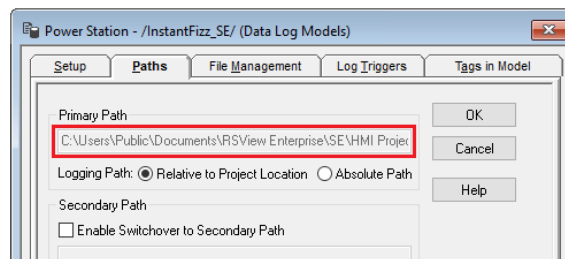 Power Station - /InstantFizz_SE/ (Data Log Models)
Setup Paths File Management Log Triggers Tags in Model
Primary Path
OK
C:\Users\Public\Documents\RSView Enterprise\SE\HMI Projec
Cancel
Logging Path: Relative to Project Location Absolute Path
Help
Secondary Path
Enable Switchover to Secondary Path